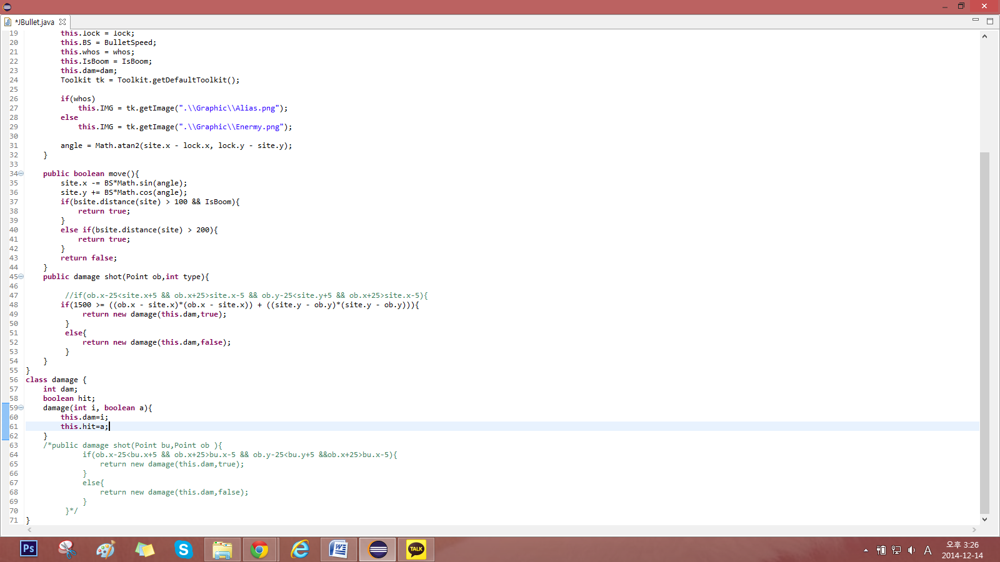 *JBullet.java
19 this.lock = lock;
20 this.BS = BulletSpeed;
21 this.whos = whos;
22 this.IsBoom = IsBoom;
23 this.dam=dam;
24 Toolkit tk = Toolkit.getDefaultToolkit();
25
26 if(whos)
27 this.IMG = tk.getImage(".\\Graphic\\Alias.png");
28 else
29 this.IMG = tk.getImage(".\\Graphic\\Enermy.png");
30
31 angle = Math.atan2(site.x - lock.x, lock.y - site.y);
32 }
33
34 public boolean move(){
35 site.x -= BS*Math.sin(angle);
36 site.y += BS*Math.cos(angle);
37 if(bsite.distance(site) > 100 && IsBoom){
38 return true;
39 }
40 else if(bsite.distance(site) > 200){
41 return true;
42 }
43 return false;
44 }
45 public damage shot(Point ob,int type){
46
47 //if(ob.x-25<site.x+5 && ob.x+25>site.x-5 && ob.y-25<site.y+5 && ob.x+25>site.x-5){
48 if(1500 >= ((ob.x - site.x)*(ob.x - site.x)) + ((site.y - ob.y)*(site.y - ob.y))){
49 return new damage(this.dam,true);
50 }
51 else{
52 return new damage(this.dam,false);
53 }
54 }
55 }
56 class damage {
57 int dam;
58 boolean hit;
59 damage(int i, boolean a){
60 this.dam=i;
61 this.hit=a;
62 }
63 /*public damage shot(Point bu,Point ob ){
64 if(ob.x-25<bu.x+5 && ob.x+25>bu.x-5 && ob.y-25<bu.y+5 &&ob.x+25>bu.x-5){
65 return new damage(this.dam,true);
66 }
67 else{
68 return new damage(this.dam,false);
69 }
70 }*/
71 }
Ps
S
W
TALK
A
오후 3:26
2014-12-14